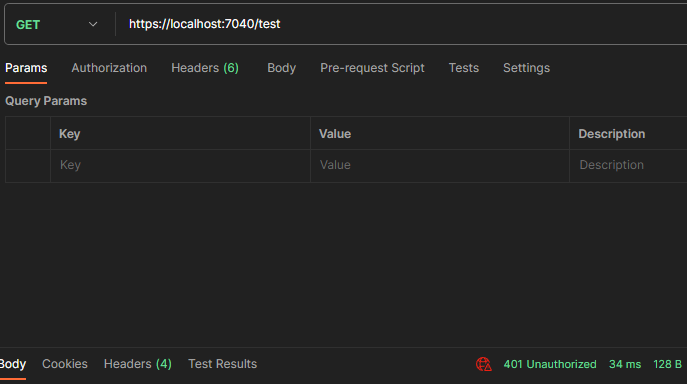 GET https://localhost:7040/test
Params Authorization Headers (6) Body Pre-request Script Tests Settings
Query Params
Key Value Description
Key Value Description
Body Cookies Headers (4) Test Results 401 Unauthorized 34 ms 128 B